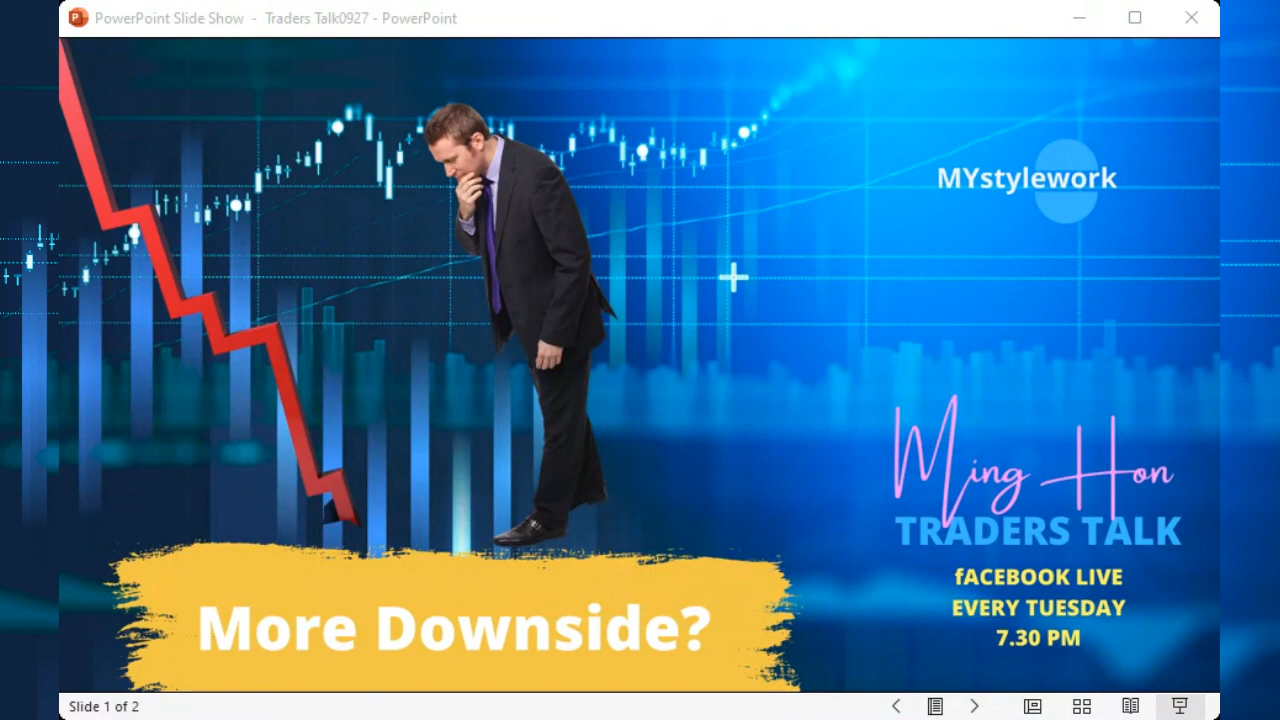 PowerPoint Slide Show - Traders Talk0927 - PowerPoint
MYstylework
Ming Hon
TRADERS TALK
fACEBOOK LIVE
EVERY TUESDAY
7.30 PM
More Downside?
Slide 1 of 2